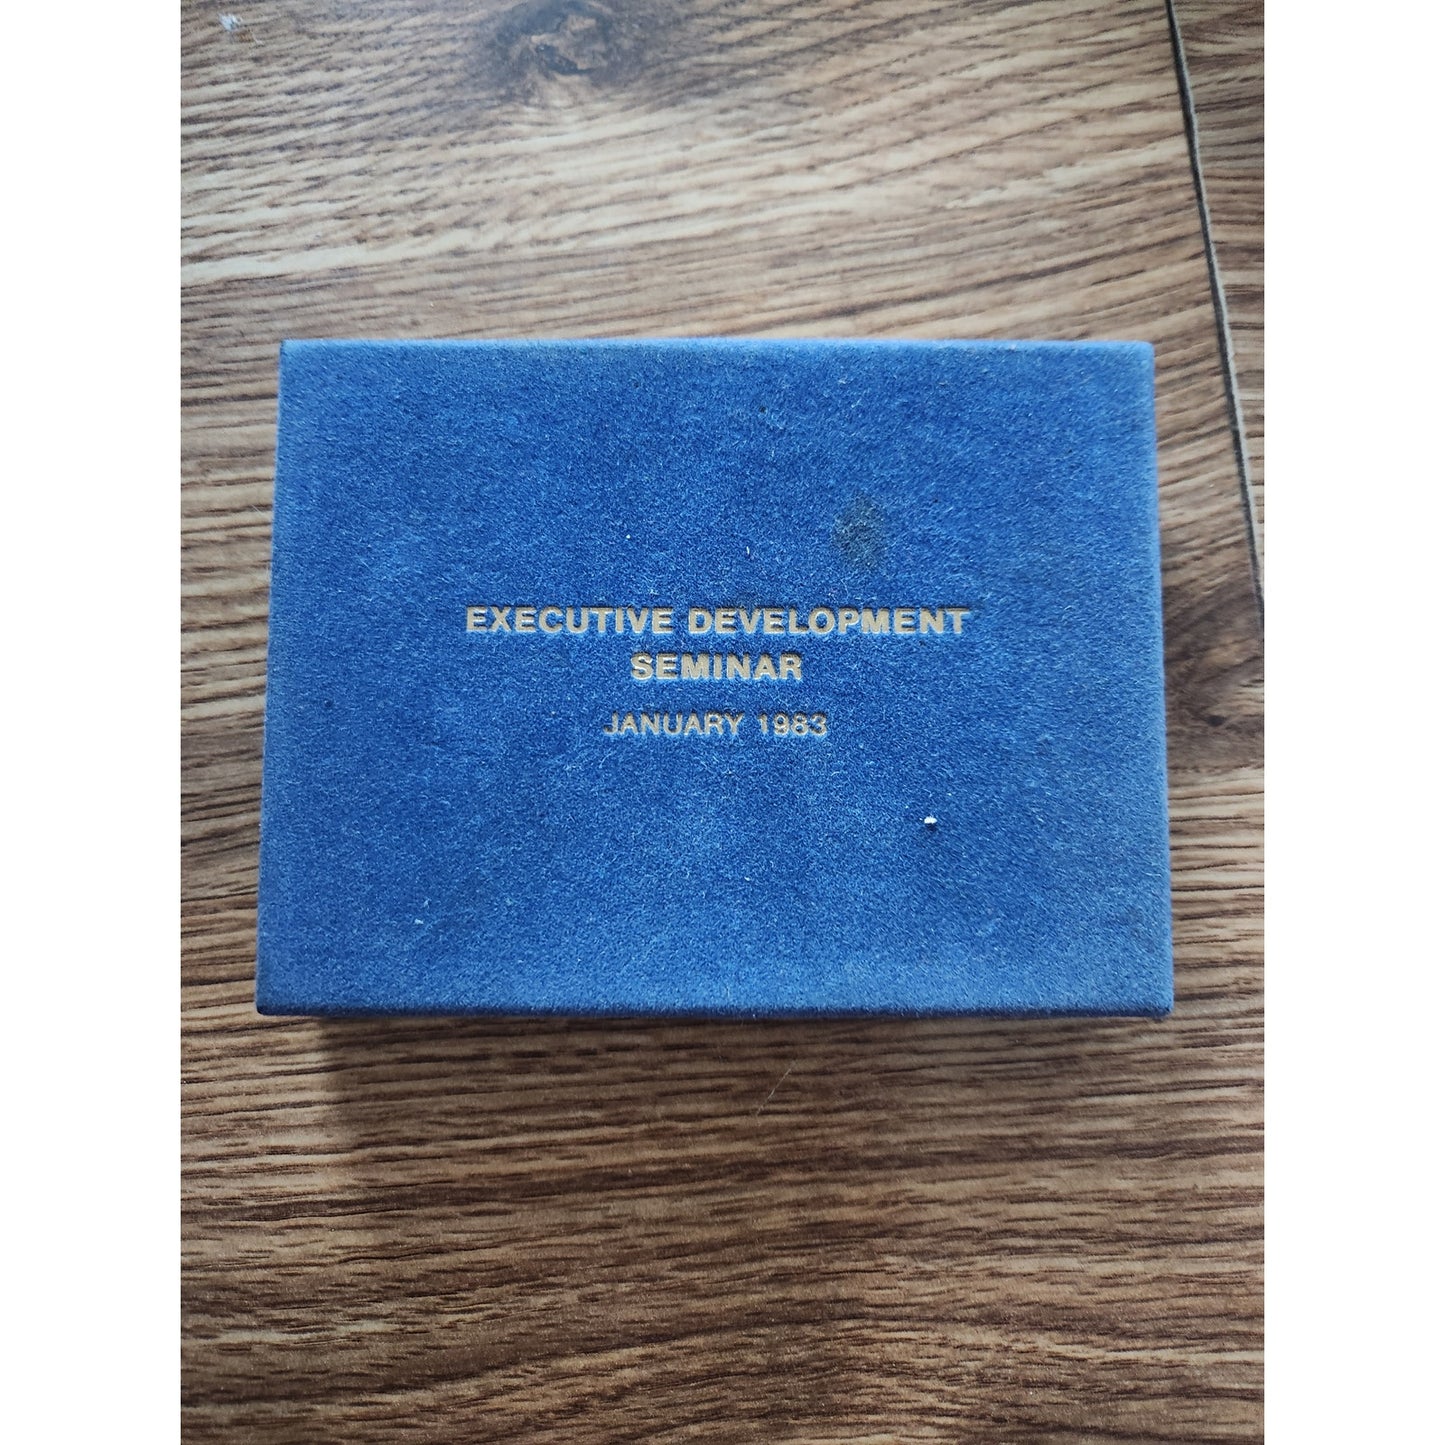 EXECUTIVE DEVELOPMENT
SEMINAR
JANUARY 1983